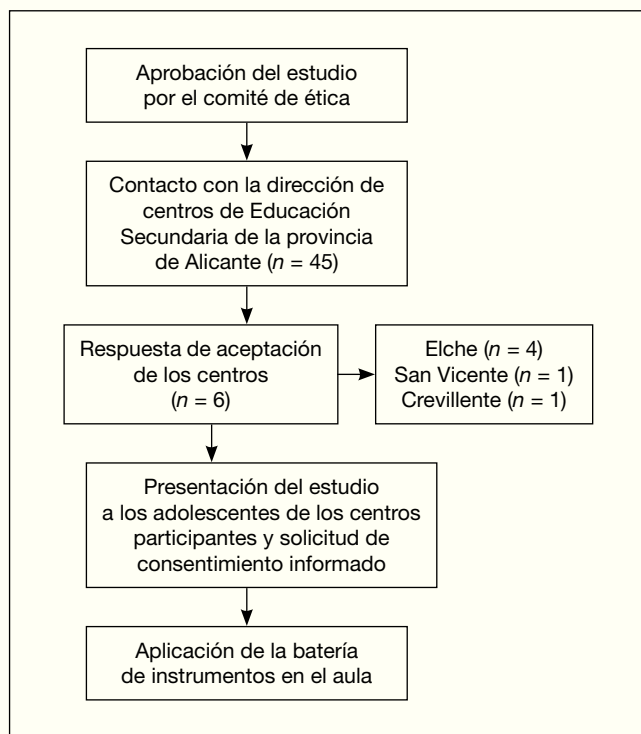 Aprobación del estudio
por el comité de ética
Contacto con la dirección de
centros de Educación
Secundaria de la provincia
de Alicante (n = 45)
Respuesta de aceptación
de los centros
(n = 6)
Elche (n = 4)
San Vicente (n = 1)
Crevillente (n = 1)
Presentación del estudio
a los adolescentes de los centros
participantes y solicitud de
consentimiento informado
Aplicación de la batería
de instrumentos en el aula